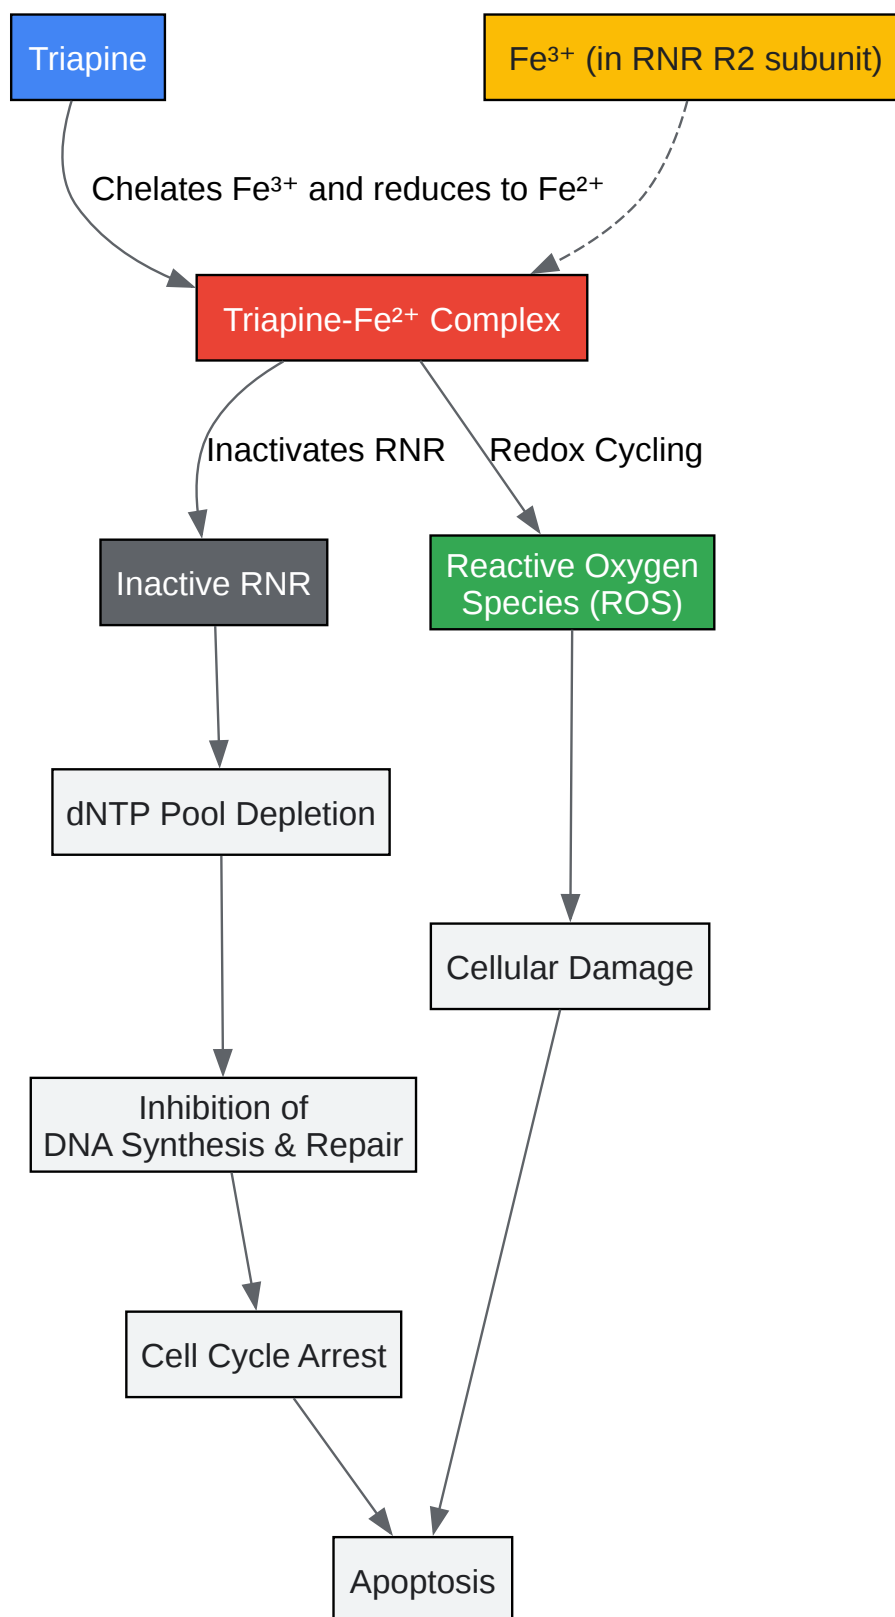 Triapine
Fe³⁺ (in RNR R2 subunit)
Chelates Fe³⁺ and reduces to Fe²⁺
Triapine-Fe²⁺ Complex
Inactivates RNR
Redox Cycling
Inactive RNR
Reactive Oxygen
Species (ROS)
dNTP Pool Depletion
Cellular Damage
Inhibition of
DNA Synthesis & Repair
Cell Cycle Arrest
Apoptosis